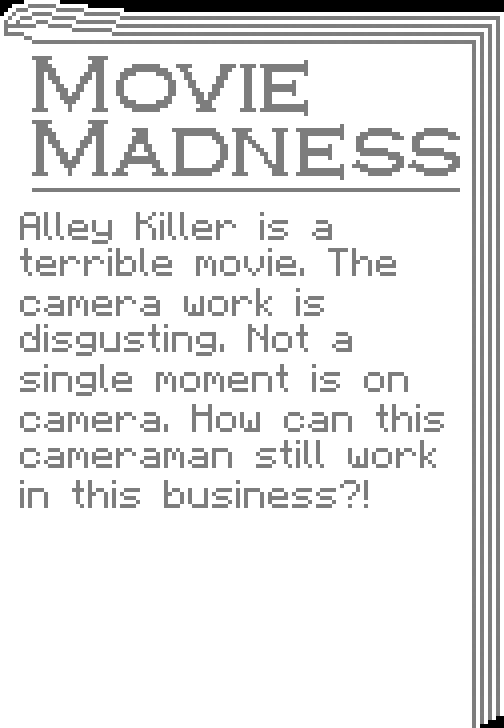 Movie
Madness
Alley Killer is a
terrible movie. The
camera work is
disgusting. Not a
single moment is on
camera. How can this
cameraman still work
in this business?!